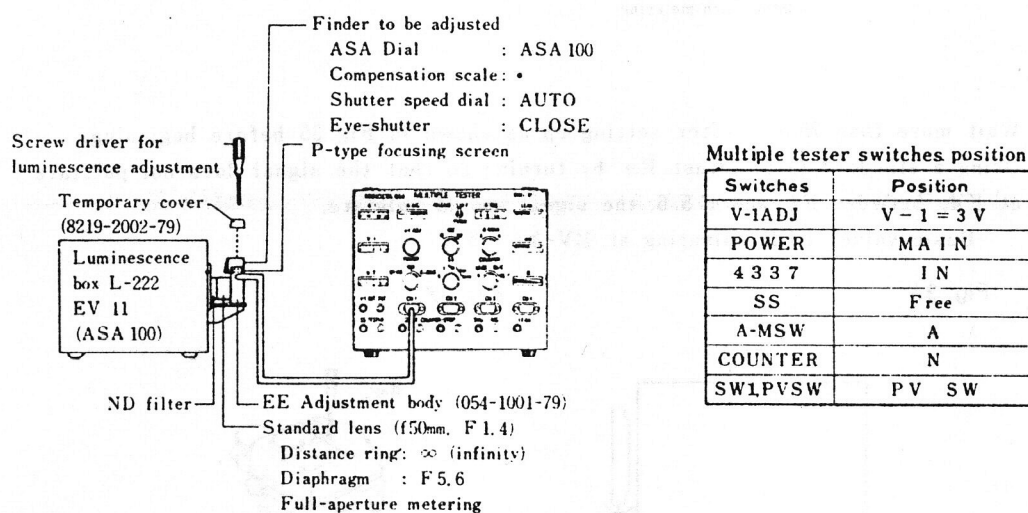 Finder to be adjusted
ASA Dial : ASA 100
Compensation scale : •
Shutter speed dial : AUTO
Eye-shutter : CLOSE
P-type focusing screen
Screw driver for
luminescence adjustment
Temporary cover
(8219-2002-79)
Luminescence
box L-222
EV 11
(ASA 100)
MULTIPLE TESTER
ND filter
EE Adjustment body (054-1001-79)
Standard lens (f50mm, F 1.4)
Distance ring : ∞ (infinity)
Diaphragm : F 5.6
Full-aperture metering
Multiple tester switches position
Switches Position
V-1ADJ V-1=3V
POWER MAIN
4337 IN
SS Free
A-MSW A
COUNTER N
SW1,PVSW PV SW